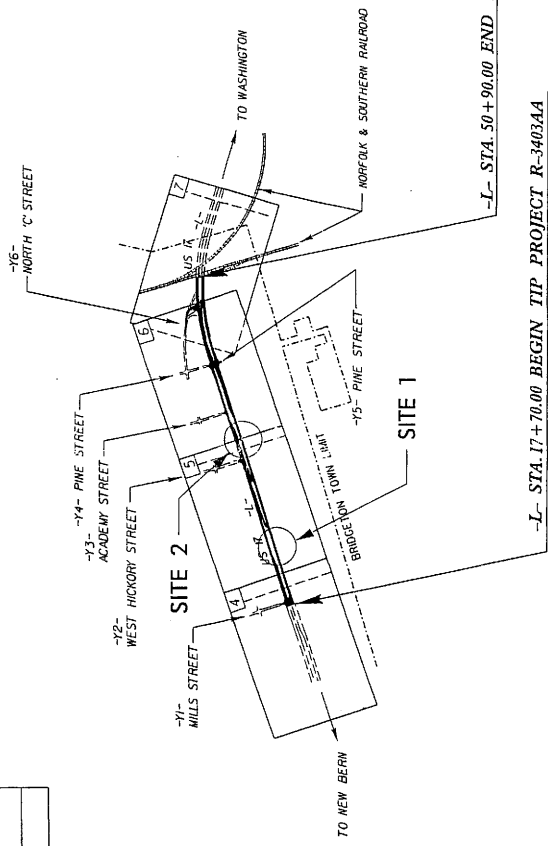 -Y6-
NORTH 'C' STREET
TO WASHINGTON
NORFOLK & SOUTHERN RAILROAD
7
US 17 -L-
-Y4- PINE STREET
-Y3-
ACADEMY STREET
-Y2-
WEST HICKORY STREET
6
5
SITE 2
-Y5- PINE STREET
SITE 1
BRIDGETON TOWN LIMIT
-L-
US 17
4
-Y1-
MILLS STREET
TO NEW BERN
-L- STA. 50+90.00 END
-L- STA. 17+70.00 BEGIN TIP PROJECT R-3403AA